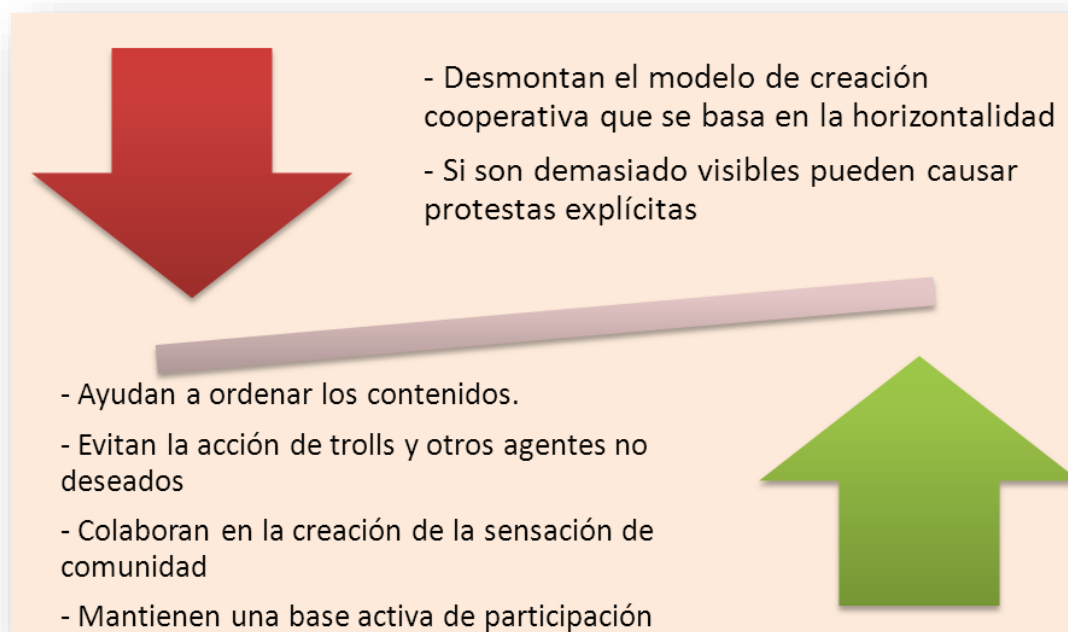 - Desmontan el modelo de creación
cooperativa que se basa en la horizontalidad
- Si son demasiado visibles pueden causar
protestas explícitas
- Ayudan a ordenar los contenidos.
- Evitan la acción de trolls y otros agentes no
deseados
- Colaboran en la creación de la sensación de
comunidad
- Mantienen una base activa de participación